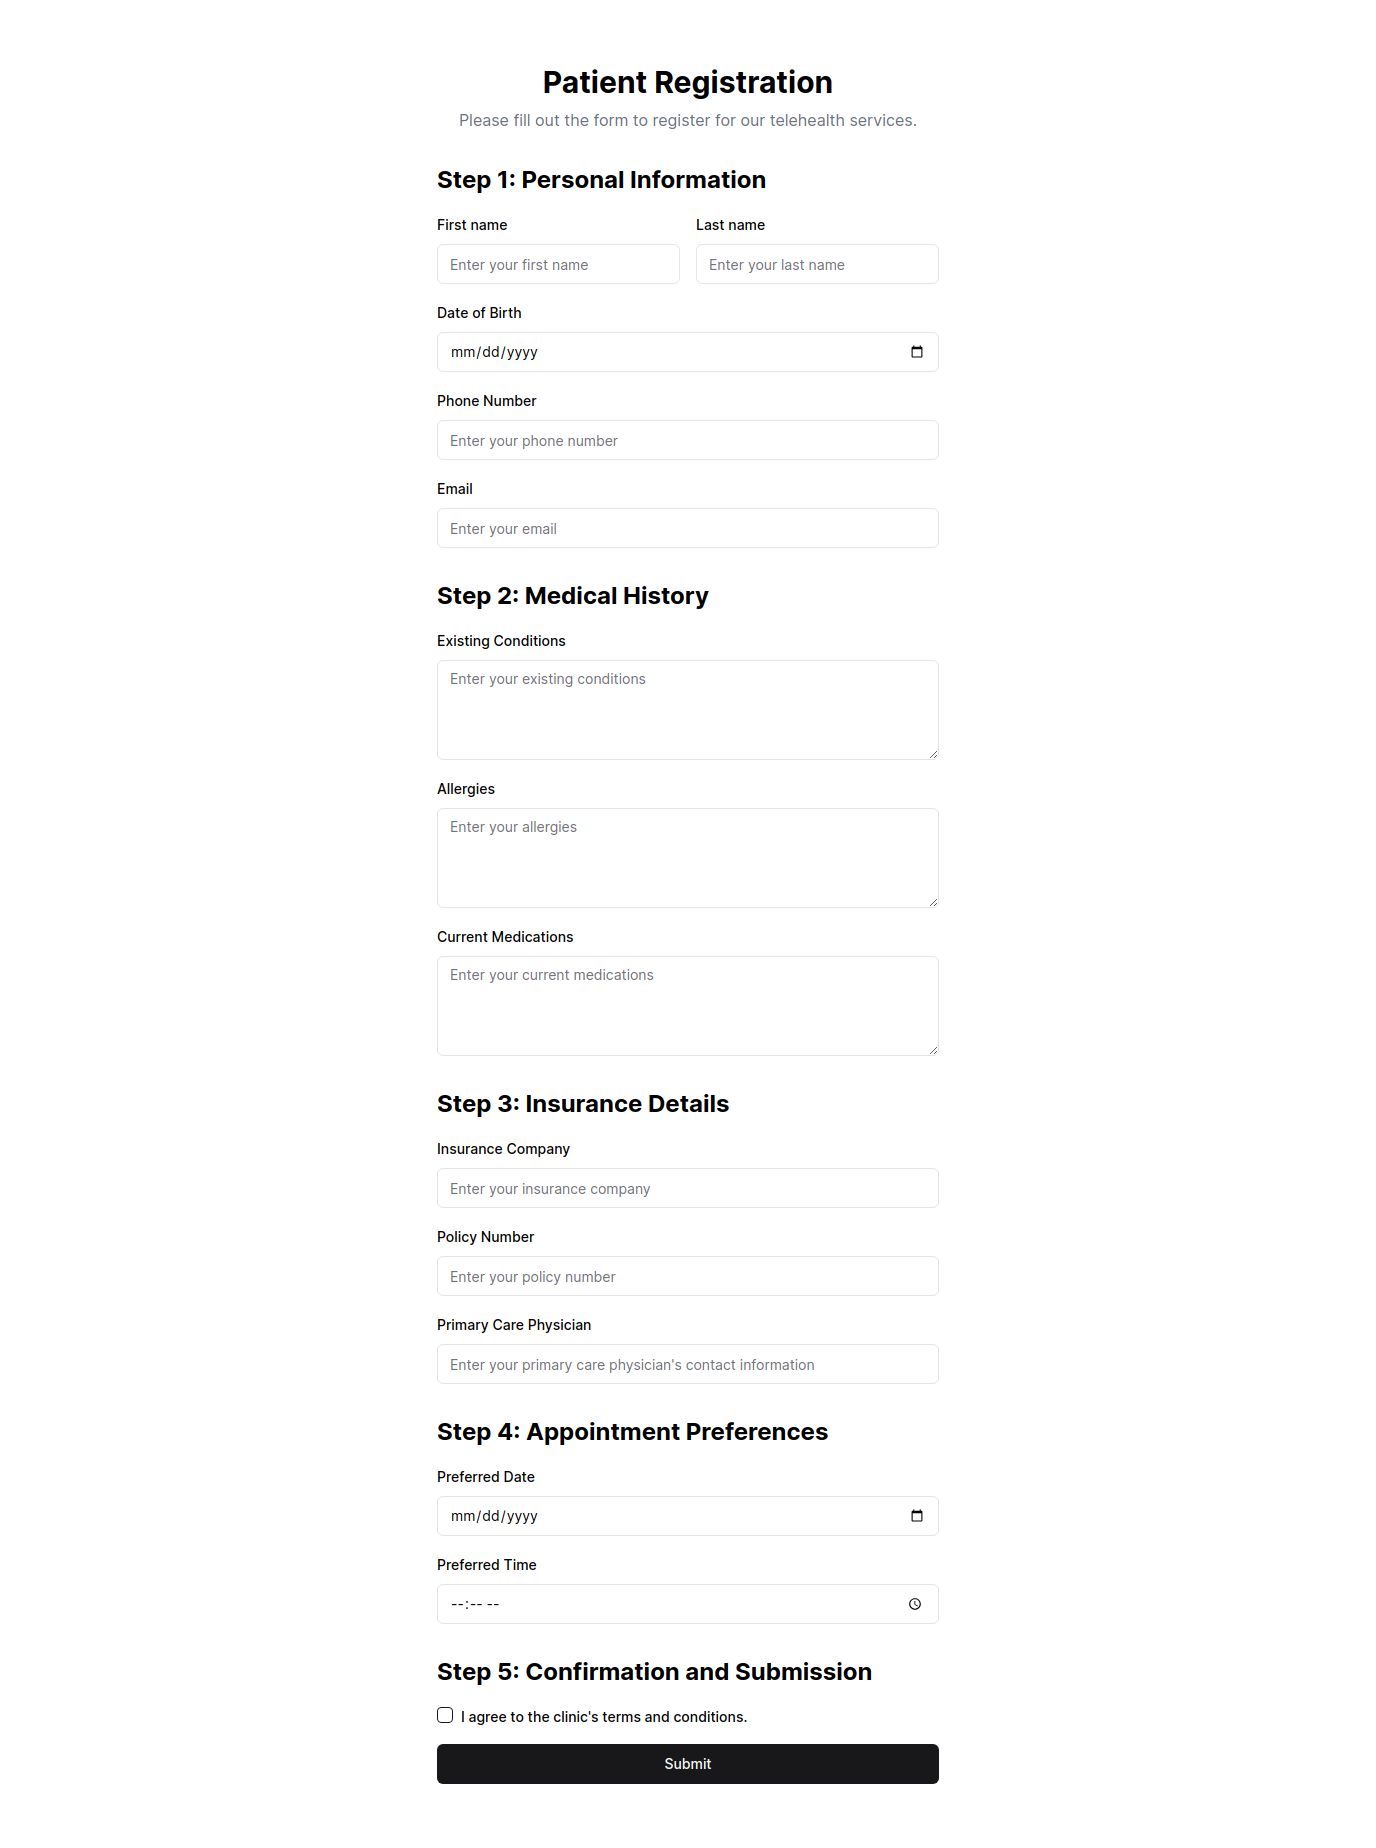 Patient Registration
Please fill out the form to register for our telehealth services.
Step 1: Personal Information
First name Last name
Enter your first name Enter your last name
Date of Birth
mm/dd/yyyy
Phone Number
Enter your phone number
Email
Enter your email
Step 2: Medical History
Existing Conditions
Enter your existing conditions
Allergies
Enter your allergies
Current Medications
Enter your current medications
Step 3: Insurance Details
Insurance Company
Enter your insurance company
Policy Number
Enter your policy number
Primary Care Physician
Enter your primary care physician's contact information
Step 4: Appointment Preferences
Preferred Date
mm/dd/yyyy
Preferred Time
--:-- --
Step 5: Confirmation and Submission
I agree to the clinic's terms and conditions.
Submit